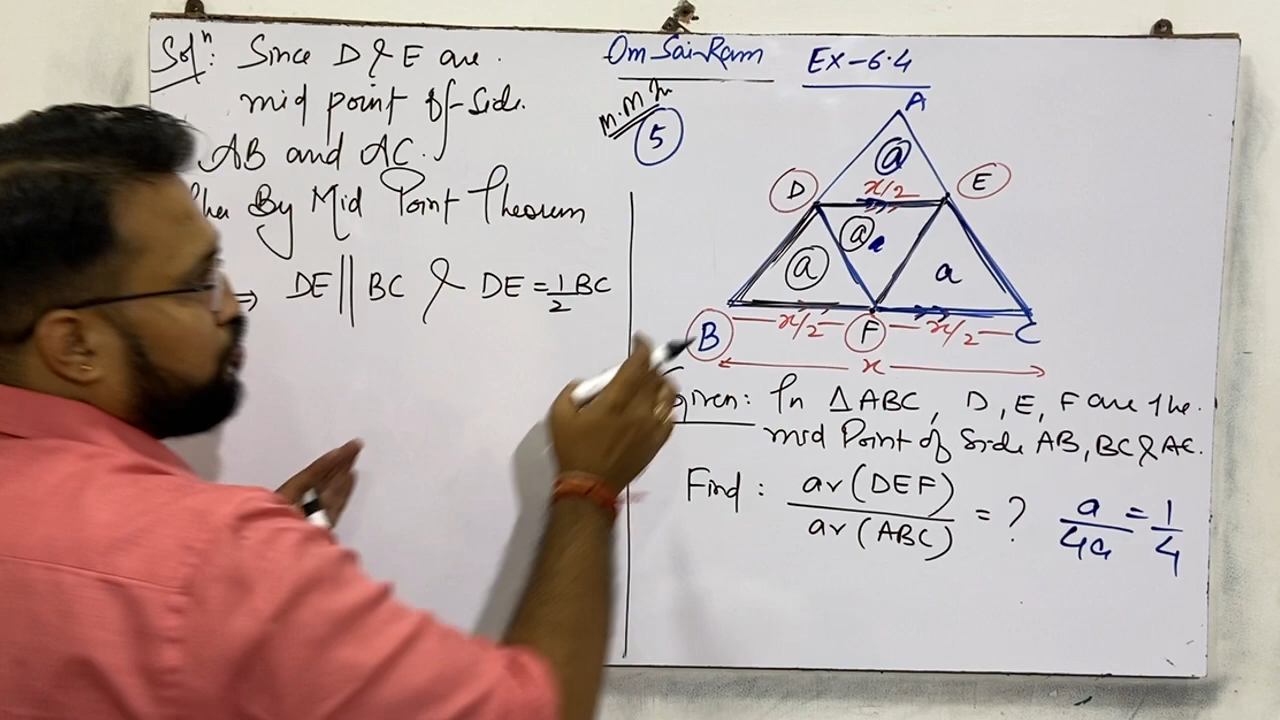 Solⁿ: Since D & E are.
mid point of Side.
AB and AC.
By Mid Point Theorem
⇒ DE || BC & DE = 1/2 BC
Om Sai Ram
Ex-6.4
5
A
a
D
x/2
E
a
a
a
a
B
x/2
F
x/2
C
x
Given: In △ABC, D, E, F are the.
mid Point of Side AB, BC & AC.
Find: ar(DEF)/ar(ABC) = ? a/4a = 1/4